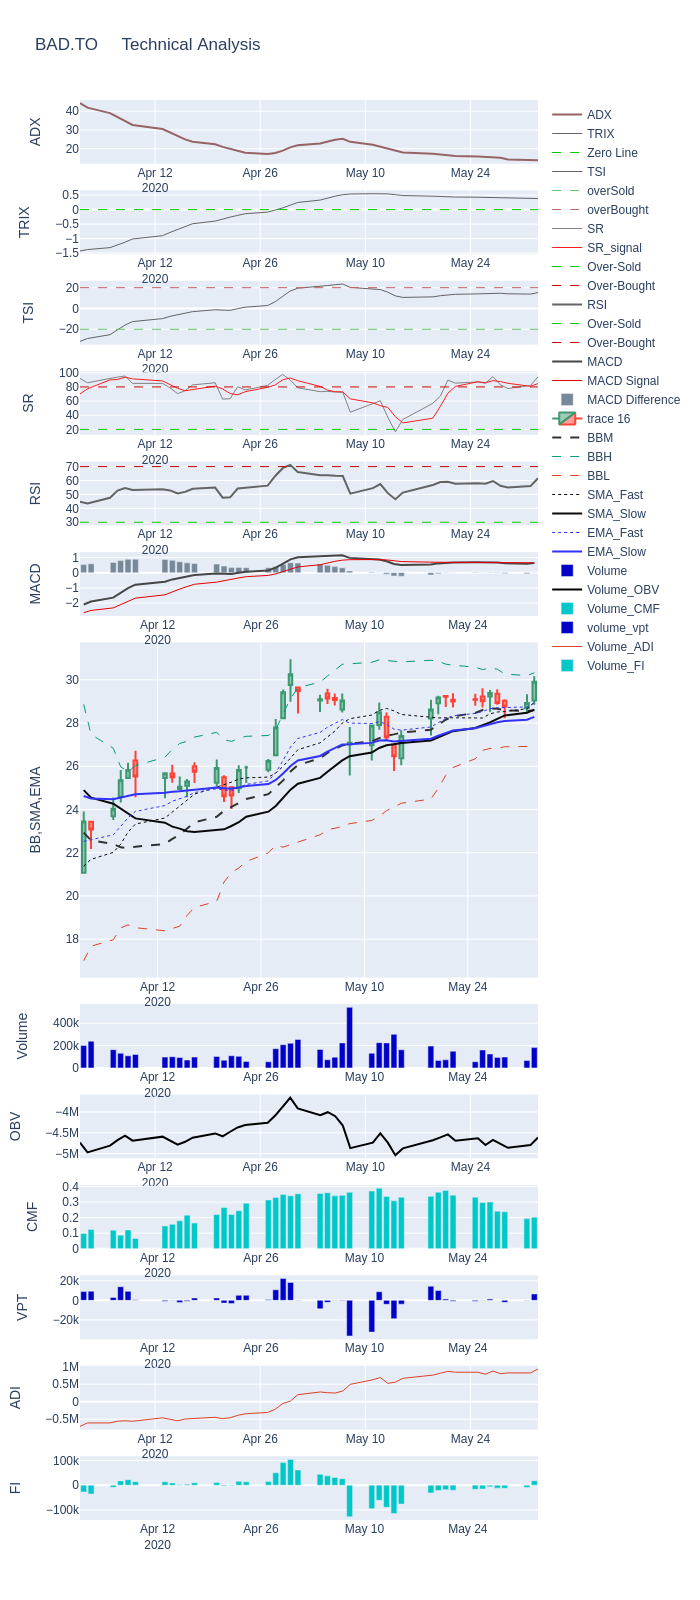 BAD.TO Technical Analysis
ADX
40
30
20
Apr 12
2020
Apr 26
May 10
May 24
TRIX
0.5
0
−0.5
−1
−1.5
Apr 12
2020
Apr 26
May 10
May 24
TSI
20
0
−20
Apr 12
2020
Apr 26
May 10
May 24
SR
100
80
60
40
20
Apr 12
2020
Apr 26
May 10
May 24
RSI
70
60
50
40
30
Apr 12
2020
Apr 26
May 10
May 24
MACD
1
0
−1
−2
Apr 12
2020
Apr 26
May 10
May 24
BB,SMA,EMA
30
28
26
24
22
20
18
Apr 12
2020
Apr 26
May 10
May 24
Volume
400k
200k
0
Apr 12
2020
Apr 26
May 10
May 24
OBV
−4M
−4.5M
−5M
Apr 12
2020
Apr 26
May 10
May 24
CMF
0.4
0.3
0.2
0.1
0
Apr 12
2020
Apr 26
May 10
May 24
VPT
20k
0
−20k
Apr 12
2020
Apr 26
May 10
May 24
ADI
1M
0.5M
0
−0.5M
Apr 12
2020
Apr 26
May 10
May 24
FI
100k
0
−100k
Apr 12
2020
Apr 26
May 10
May 24
ADX
TRIX
Zero Line
TSI
overSold
overBought
SR
SR_signal
Over-Sold
Over-Bought
RSI
Over-Sold
Over-Bought
MACD
MACD Signal
MACD Difference
trace 16
BBM
BBH
BBL
SMA_Fast
SMA_Slow
EMA_Fast
EMA_Slow
Volume
Volume_OBV
Volume_CMF
volume_vpt
Volume_ADI
Volume_FI